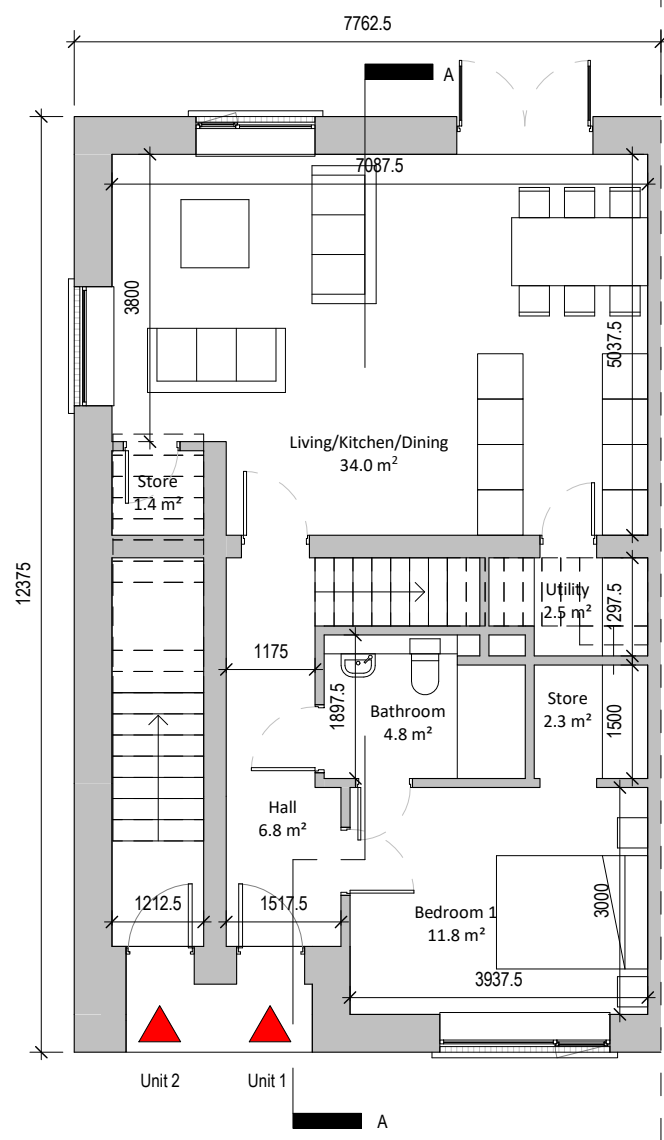 7762.5
A
7087.5
3800
5037.5
Living/Kitchen/Dining
34.0 m²
Store
1.4 m²
12375
Utility
2.5 m²
1297.5
1175
1897.5
Bathroom
4.8 m²
Store
2.3 m²
1500
Hall
6.8 m²
1212.5
1517.5
Bedroom 1
11.8 m²
3000
3937.5
Unit 2
Unit 1
A